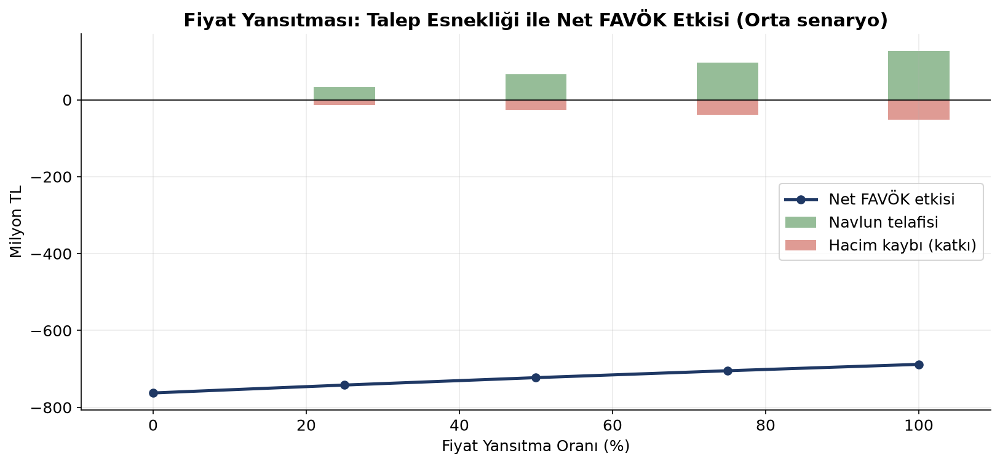 Fiyat Yansıtması: Talep Esnekliği ile Net FAVÖK Etkisi (Orta senaryo)
Milyon TL
0
−200
−400
−600
−800
Net FAVÖK etkisi
Navlun telafisi
Hacim kaybı (katkı)
0 20 40 60 80 100
Fiyat Yansıtma Oranı (%)